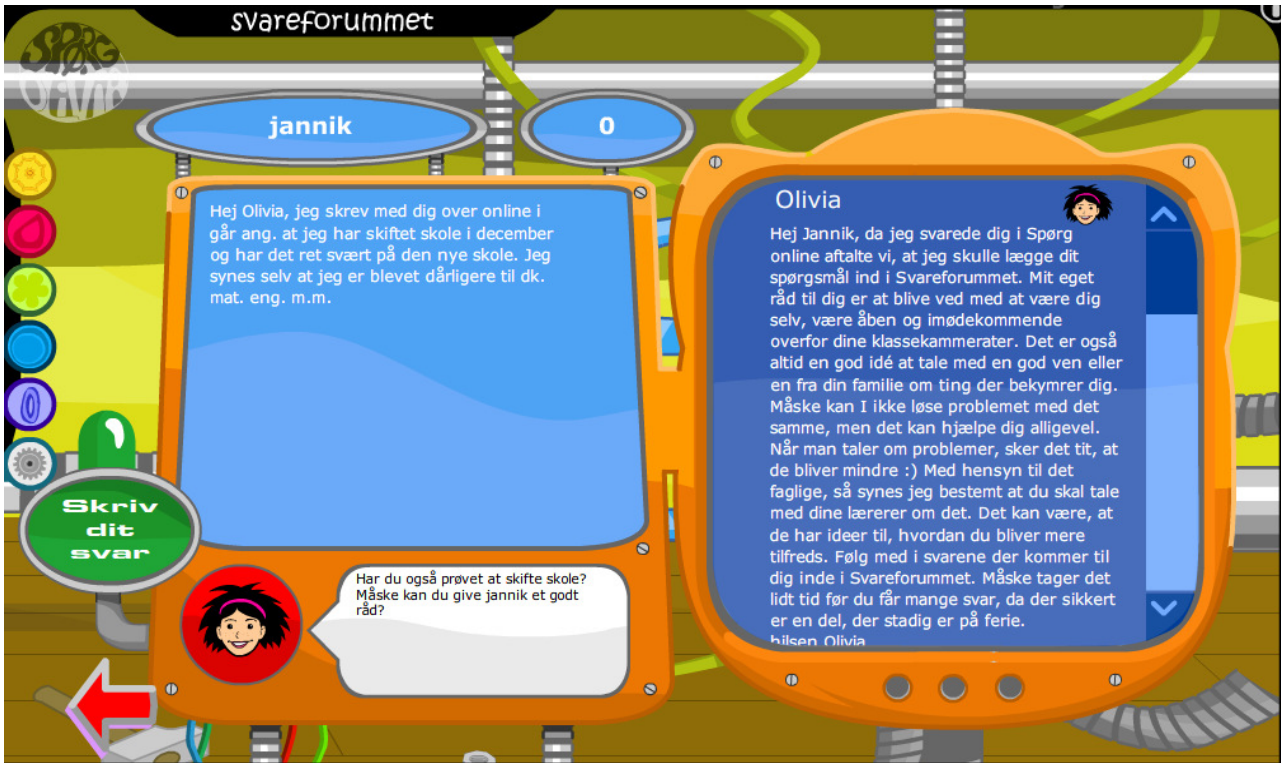 svareforummet
SPØRG
OLIVIA
jannik
0
Hej Olivia, jeg skrev med dig over online i
går ang. at jeg har skiftet skole i december
og har det ret svært på den nye skole. Jeg
synes selv at jeg er blevet dårligere til dk.
mat. eng. m.m.
Skriv
dit
svar
Har du også prøvet at skifte skole?
Måske kan du give jannik et godt
råd?
Olivia
Hej Jannik, da jeg svarede dig i Spørg
online aftalte vi, at jeg skulle lægge dit
spørgsmål ind i Svareforummet. Mit eget
råd til dig er at blive ved med at være dig
selv, være åben og imødekommende
overfor dine klassekammerater. Det er også
altid en god idé at tale med en god ven eller
en fra din familie om ting der bekymrer dig.
Måske kan I ikke løse problemet med det
samme, men det kan hjælpe dig alligevel.
Når man taler om problemer, sker det tit, at
de bliver mindre :) Med hensyn til det
faglige, så synes jeg bestemt at du skal tale
med dine lærerer om det. Det kan være, at
de har ideer til, hvordan du bliver mere
tilfreds. Følg med i svarene der kommer til
dig inde i Svareforummet. Måske tager det
lidt tid før du får mange svar, da der sikkert
er en del, der stadig er på ferie.
hilsen Olivia